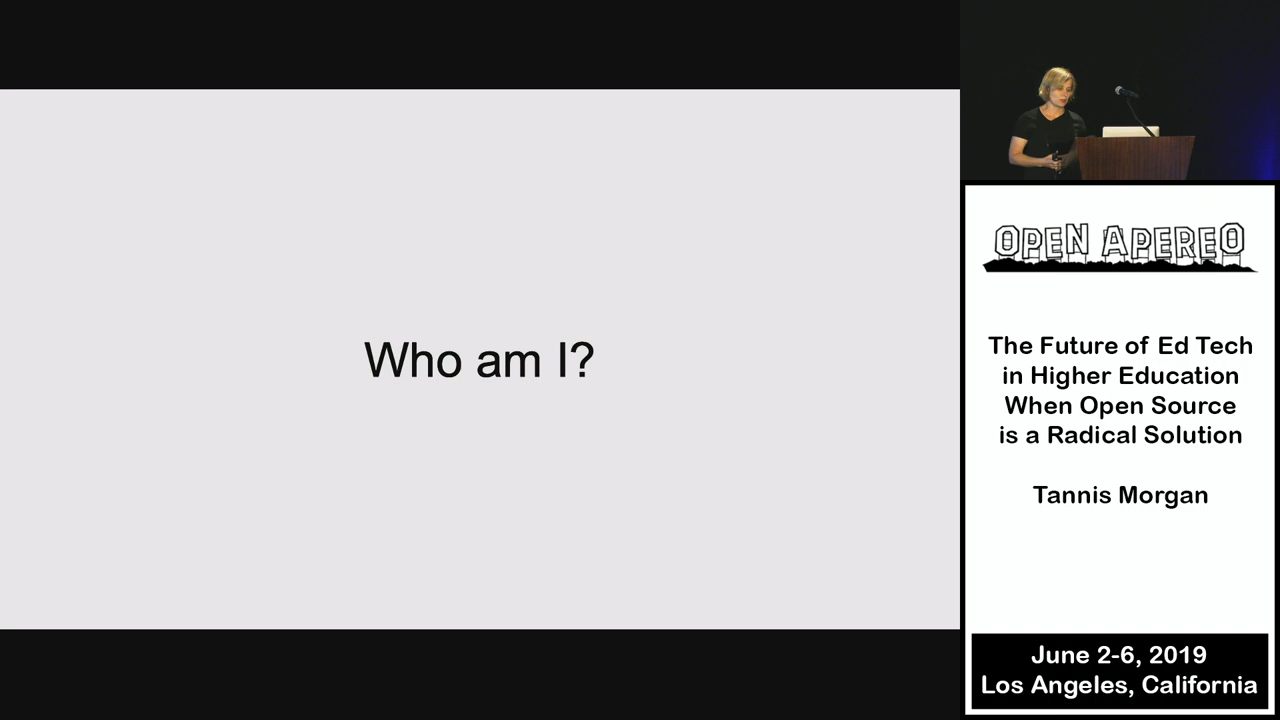 Who am I?
OPEN APEREO
The Future of Ed Tech
in Higher Education
When Open Source
is a Radical Solution
Tannis Morgan
June 2-6, 2019
Los Angeles, California